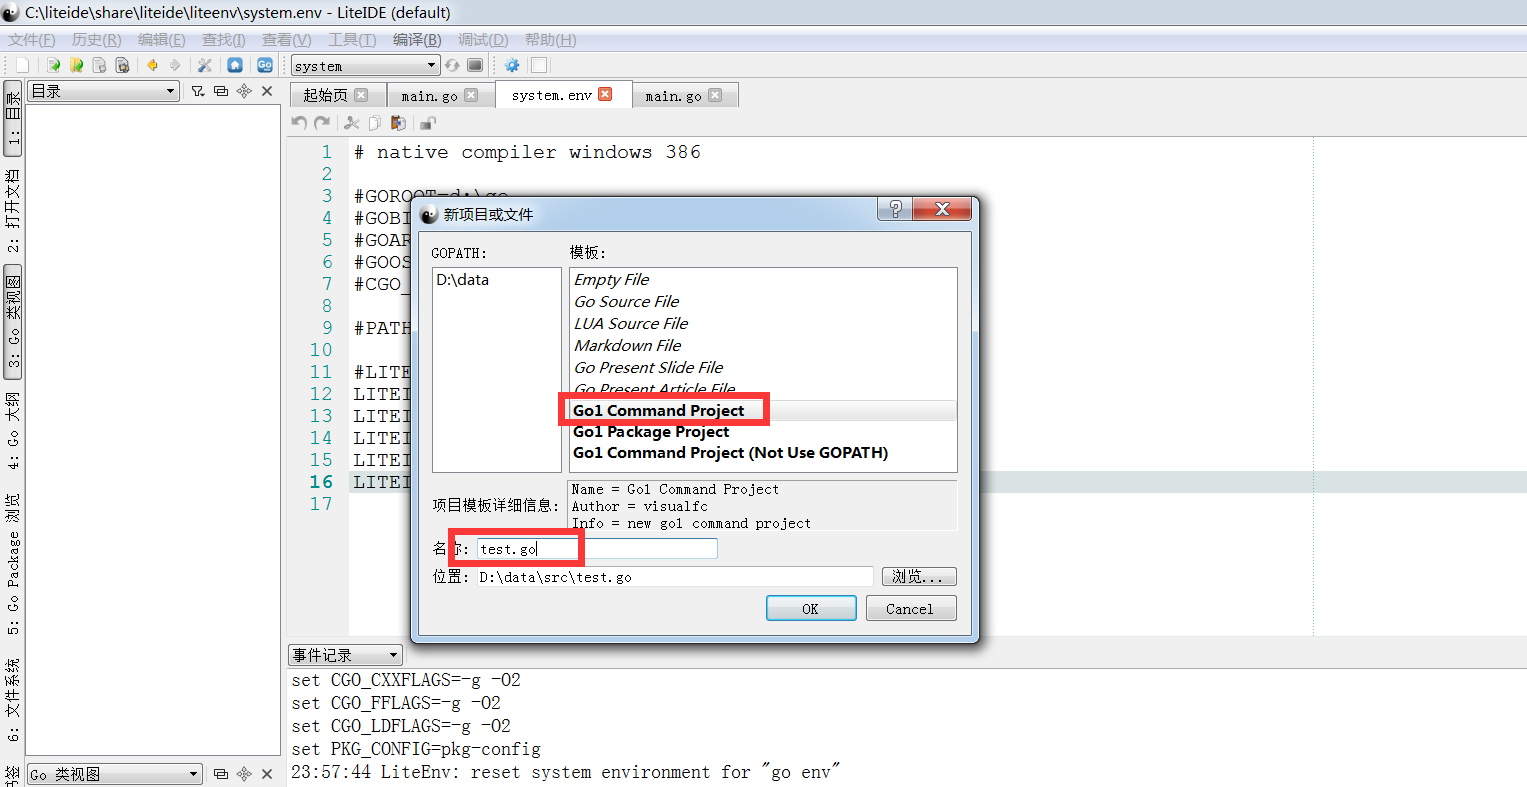 C:\liteide\share\liteide\liteenv\system.env - LiteIDE (default)
文件(F) 历史(R) 编辑(E) 查找(I) 查看(V) 工具(T) 编译(B) 调试(D) 帮助(H)
Go system
1: 目录
2: 打开文档
3: Go 类视图
4: Go 大纲
5: Go Package 浏览
6: 文件系统
书签
目录
起始页 main.go system.env main.go
1 # native compiler windows 386
2
3 #GOROOT=d:\go
4 #GOBI
5 #GOAR
6 #GOOS
7 #CGO_
8
9 #PATH
10
11 #LITE
12 LITEI
13 LITEI
14 LITEI
15 LITEI
16 LITEI
17
新项目或文件
GOPATH:
D:\data
模板:
Empty File
Go Source File
LUA Source File
Markdown File
Go Present Slide File
Go Present Article File
Go1 Command Project
Go1 Package Project
Go1 Command Project (Not Use GOPATH)
项目模板详细信息:
Name = Go1 Command Project
Author = visualfc
Info = new go1 command project
名称: test.go
位置: D:\data\src\test.go 浏览...
OK Cancel
事件记录
set CGO_CXXFLAGS=-g -O2
set CGO_FFLAGS=-g -O2
set CGO_LDFLAGS=-g -O2
set PKG_CONFIG=pkg-config
23:57:44 LiteEnv: reset system environment for "go env"
Go 类视图